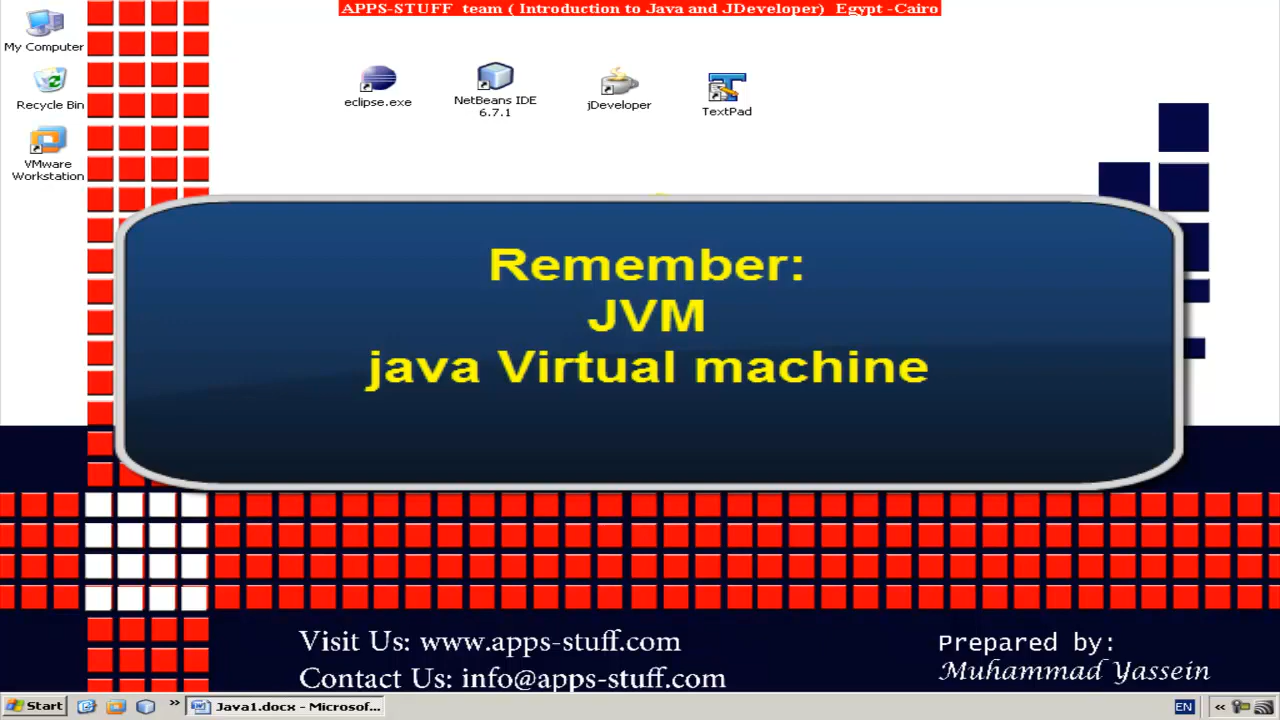 APPS-STUFF team ( Introduction to Java and JDeveloper) Egypt -Cairo
My Computer
Recycle Bin
VMware
Workstation
eclipse.exe
NetBeans IDE
6.7.1
jDeveloper
TextPad
Remember:
JVM
java Virtual machine
Visit Us: www.apps-stuff.com
Contact Us: info@apps-stuff.com
Prepared by:
Muhammad Yassein
Start
»
Java1.docx - Microsof...
EN
«